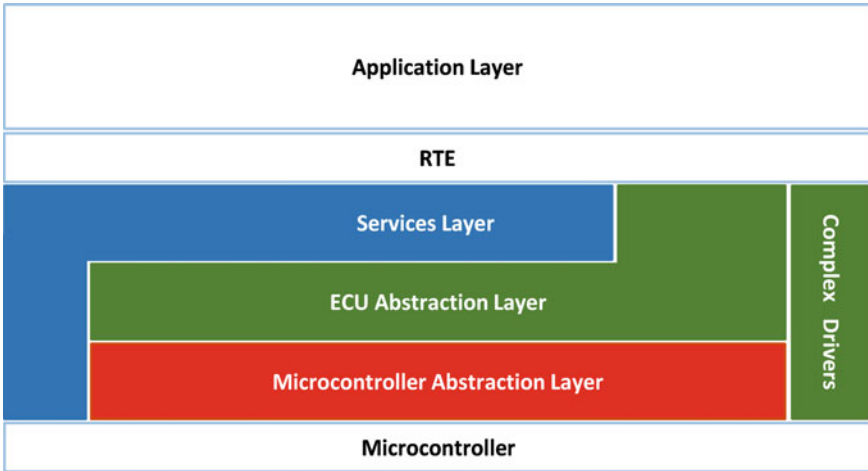 Application Layer
RTE
Services Layer
Complex Drivers
ECU Abstraction Layer
Microcontroller Abstraction Layer
Microcontroller